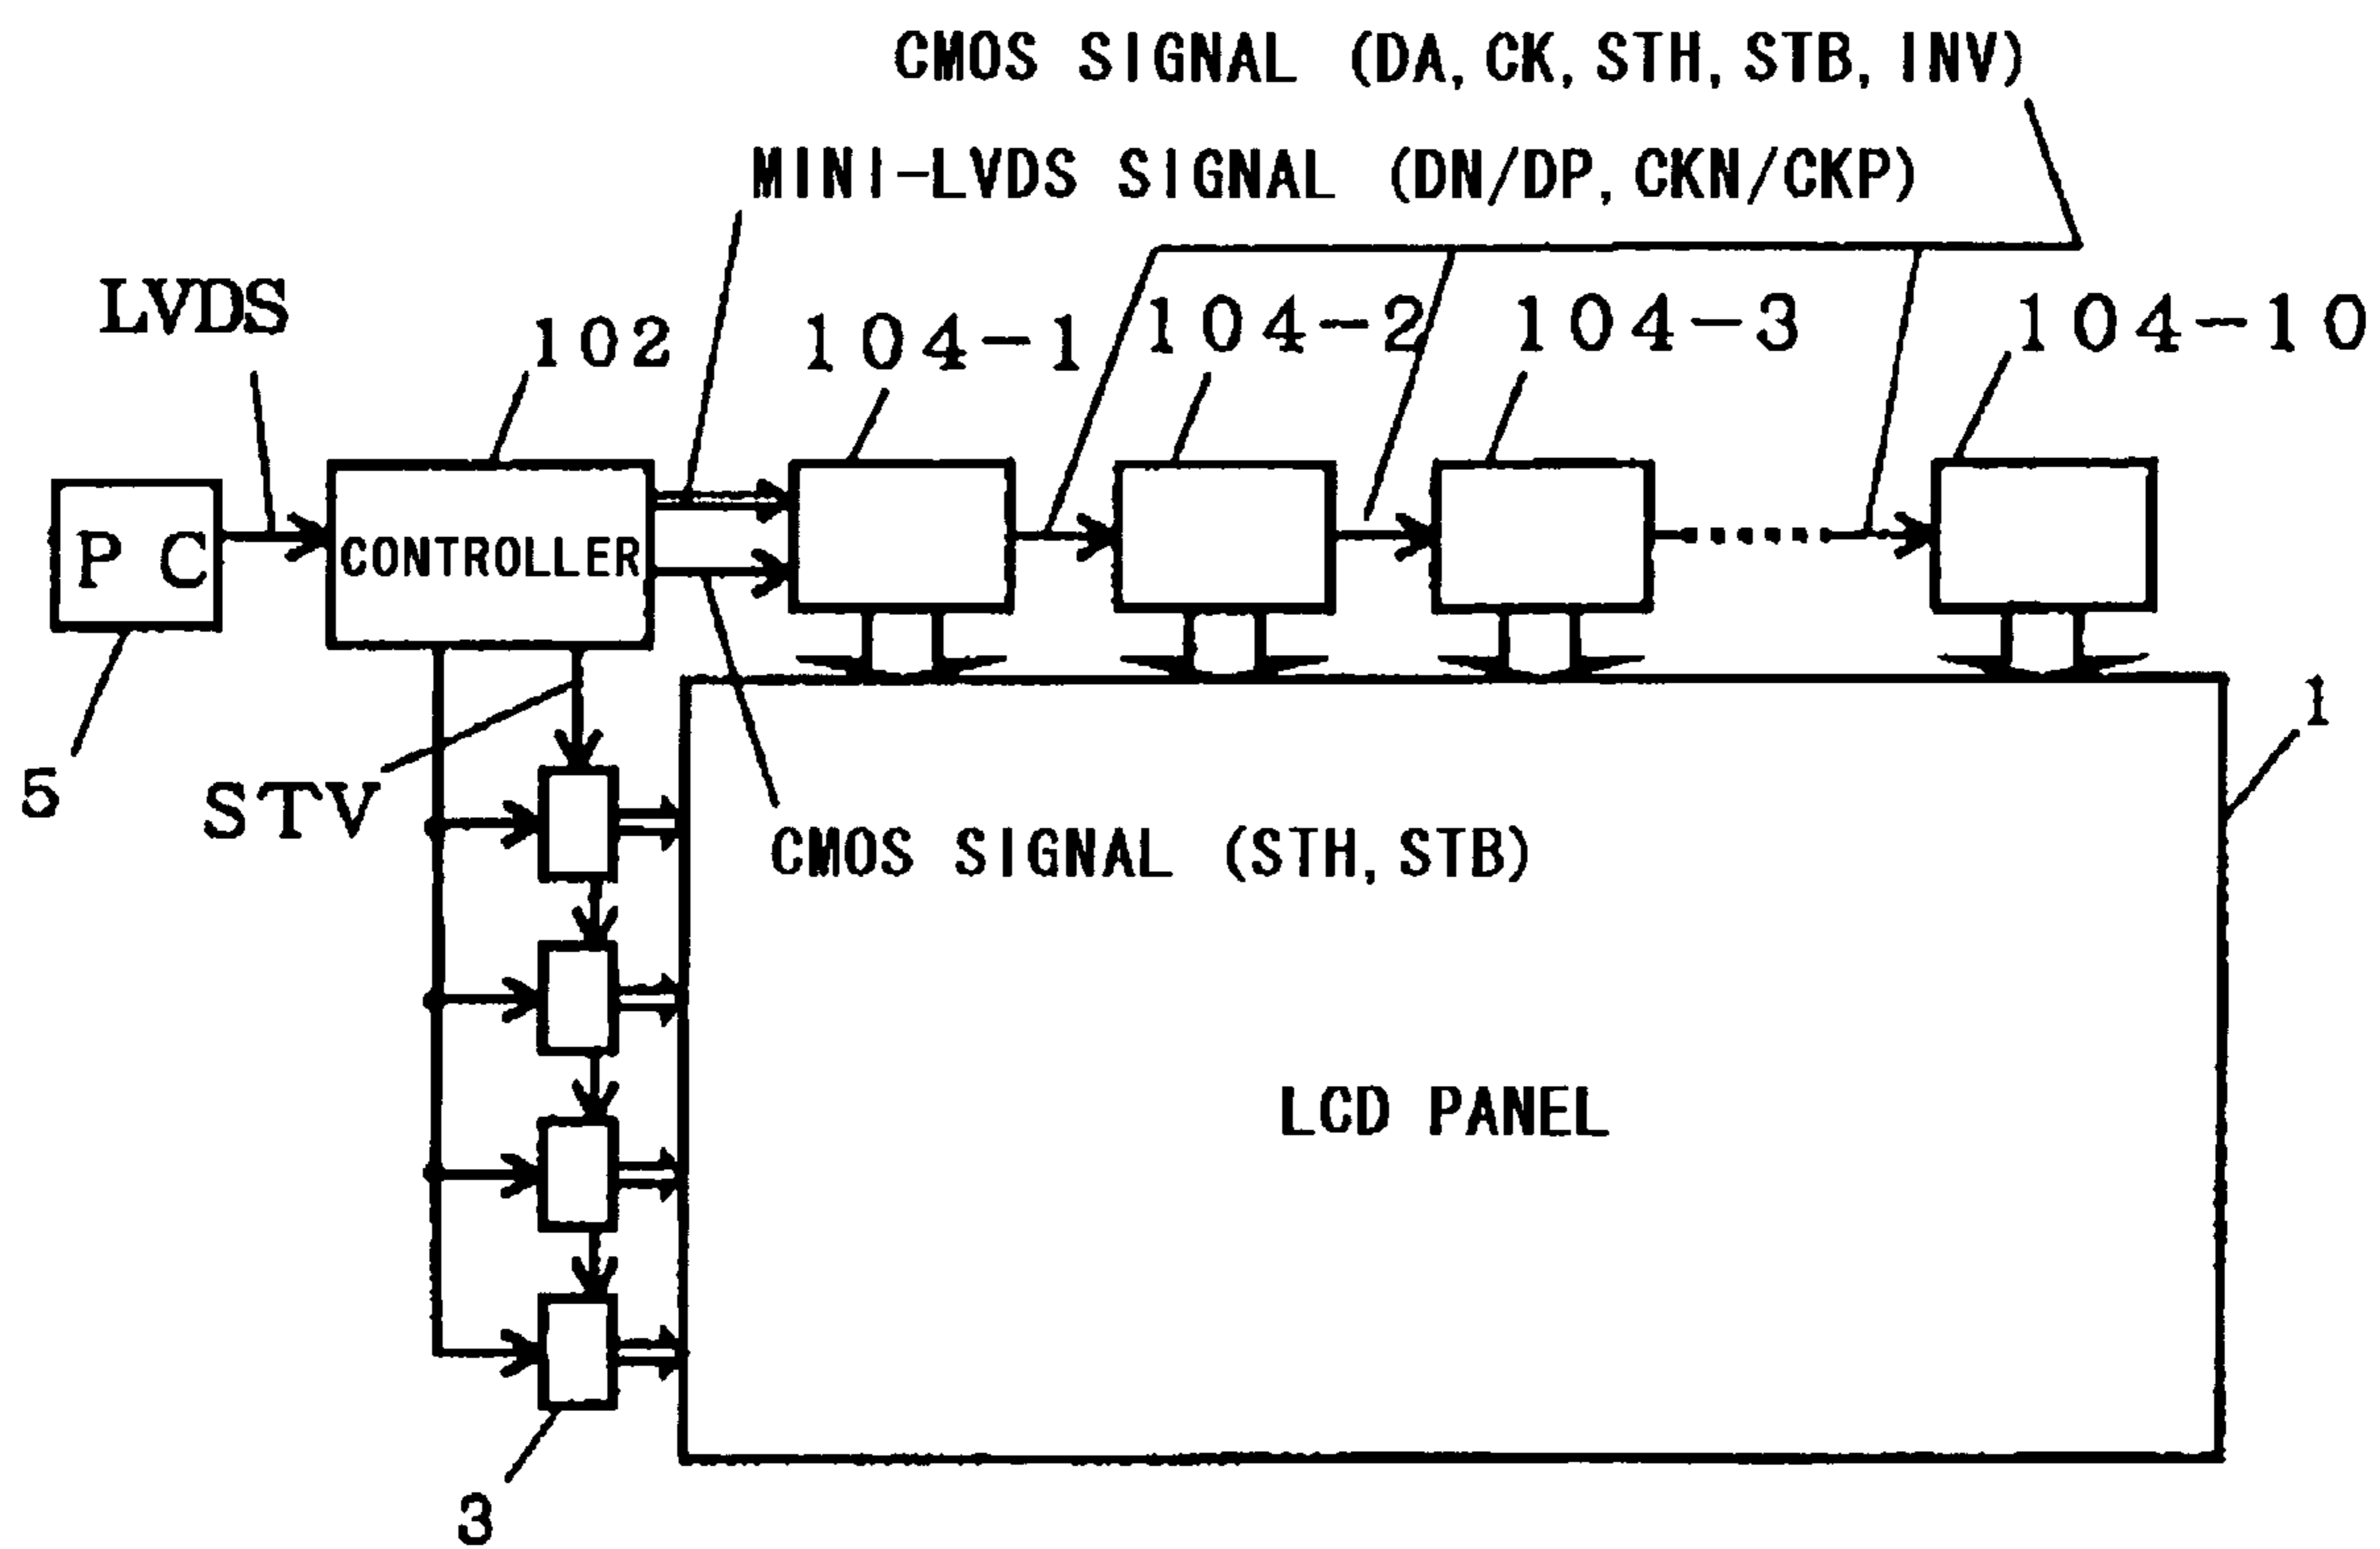 CMOS SIGNAL (DA, CK, STH, STB, INV)
MINI-LVDS SIGNAL (DN/DP, CKN/CKP)
LVDS
102
104-1
104-2
104-3
104-10
PC
CONTROLLER
1
5
STV
CMOS SIGNAL (STH, STB)
LCD PANEL
3